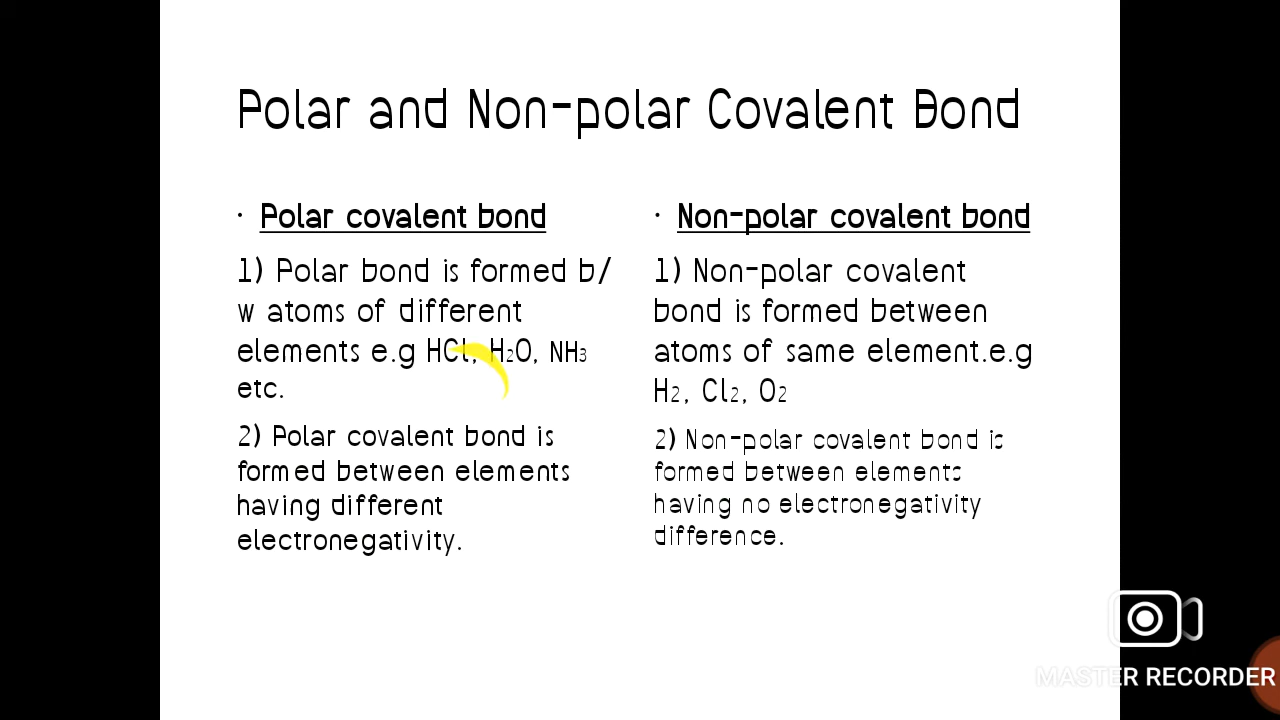 Polar and Non-polar Covalent Bond
• Polar covalent bond
1) Polar bond is formed b/
w atoms of different
elements e.g HCl, H2O, NH3
etc.
2) Polar covalent bond is
formed between elements
having different
electronegativity.
• Non-polar covalent bond
1) Non-polar covalent
bond is formed between
atoms of same element.e.g
H2, Cl2, O2
2) Non-polar covalent bond is
formed between elements
having no electronegativity
difference.
MASTER RECORDER